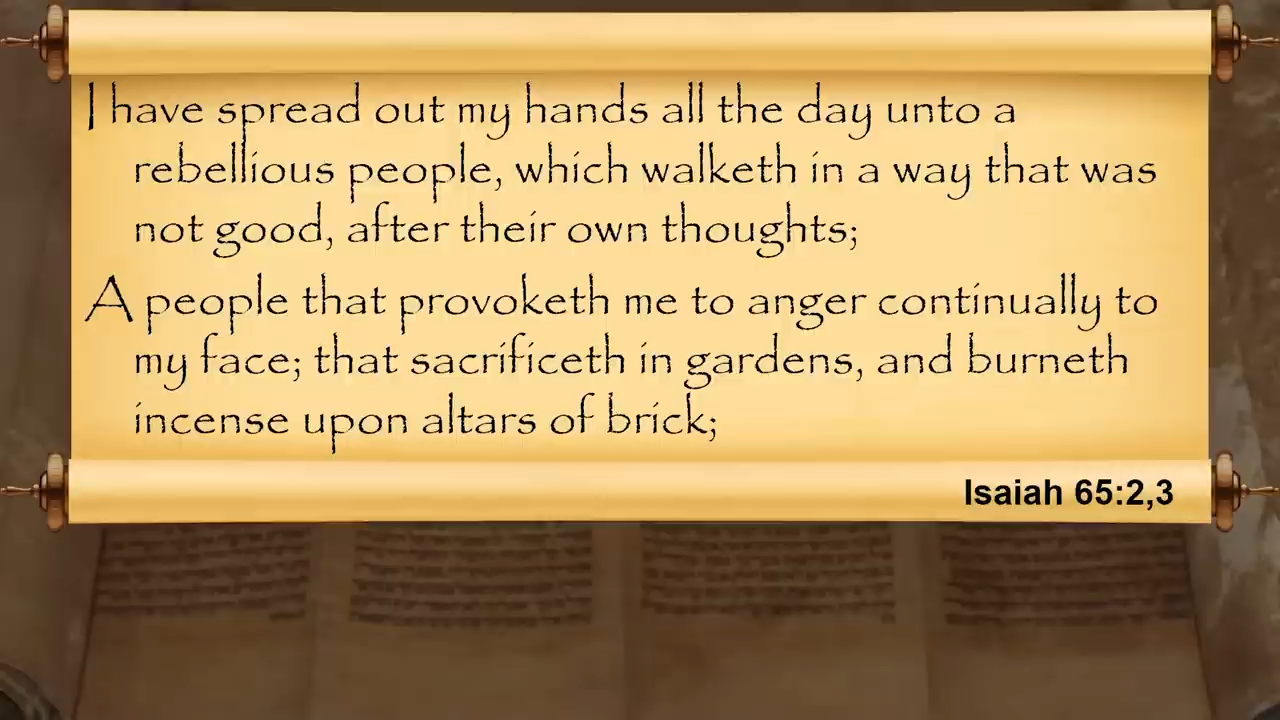 I have spread out my hands all the day unto a
rebellious people, which walketh in a way that was
not good, after their own thoughts;
A people that provoketh me to anger continually to
my face; that sacrificeth in gardens, and burneth
incense upon altars of brick;
Isaiah 65:2,3